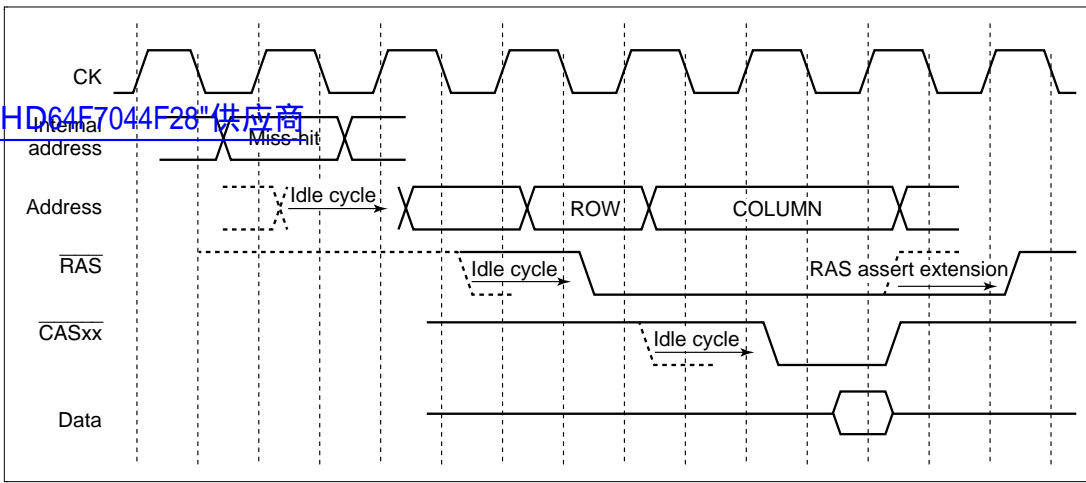 CK
HD64F7044F28"供应商
Internal
address
Miss-hit
Address
Idle cycle
ROW
COLUMN
RAS
Idle cycle
RAS assert extension
CASxx
Idle cycle
Data